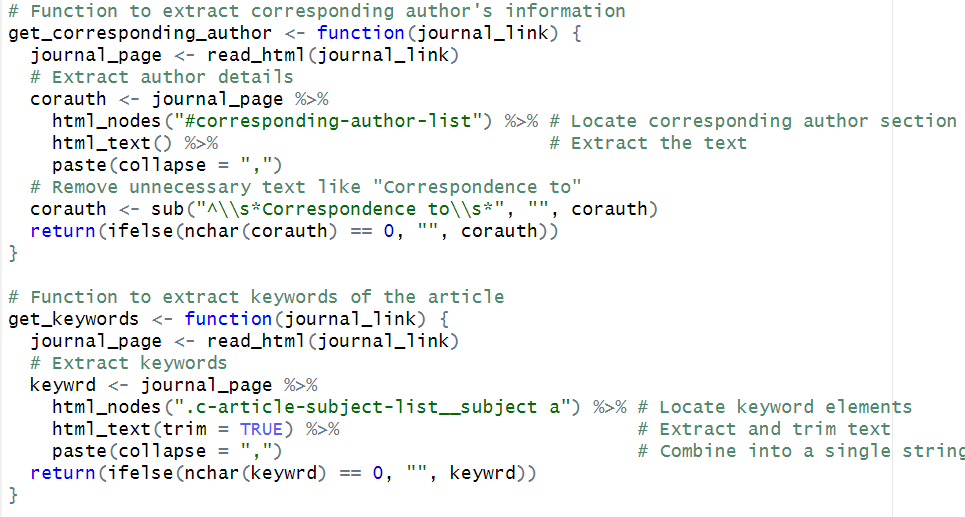 # Function to extract corresponding author's information
get_corresponding_author <- function(journal_link) {
  journal_page <- read_html(journal_link)
  # Extract author details
  corauth <- journal_page %>%
    html_nodes("#corresponding-author-list") %>% # Locate corresponding author section
    html_text() %>%                              # Extract the text
    paste(collapse = ",")
  # Remove unnecessary text like "Correspondence to"
  corauth <- sub("^\\s*Correspondence to\\s*", "", corauth)
  return(ifelse(nchar(corauth) == 0, "", corauth))
}

# Function to extract keywords of the article
get_keywords <- function(journal_link) {
  journal_page <- read_html(journal_link)
  # Extract keywords
  keywrd <- journal_page %>%
    html_nodes(".c-article-subject-list__subject a") %>% # Locate keyword elements
    html_text(trim = TRUE) %>%                           # Extract and trim text
    paste(collapse = ",")                                # Combine into a single string
  return(ifelse(nchar(keywrd) == 0, "", keywrd))
}